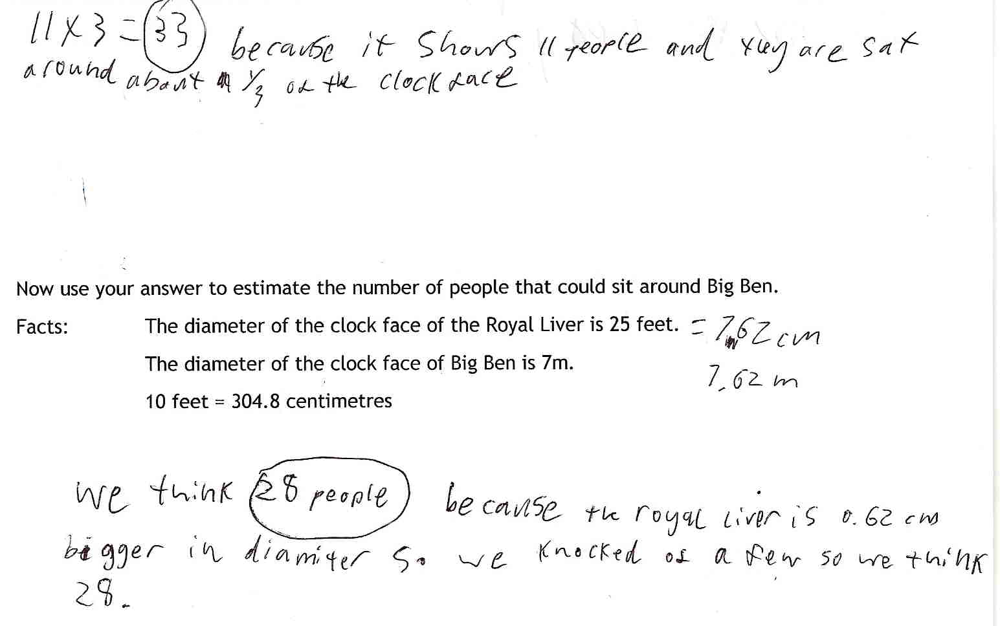 11 x 3 = 33 because it shows 11 people and they are sat
around about 1/3 of the clock face
Now use your answer to estimate the number of people that could sit around Big Ben.
Facts: The diameter of the clock face of the Royal Liver is 25 feet. = 7.62 cm
The diameter of the clock face of Big Ben is 7m. 7.62 m
10 feet = 304.8 centimetres
we think 28 people because the royal liver is 0.62 cm
bigger in diamiter so we knocked of a few so we think
28.